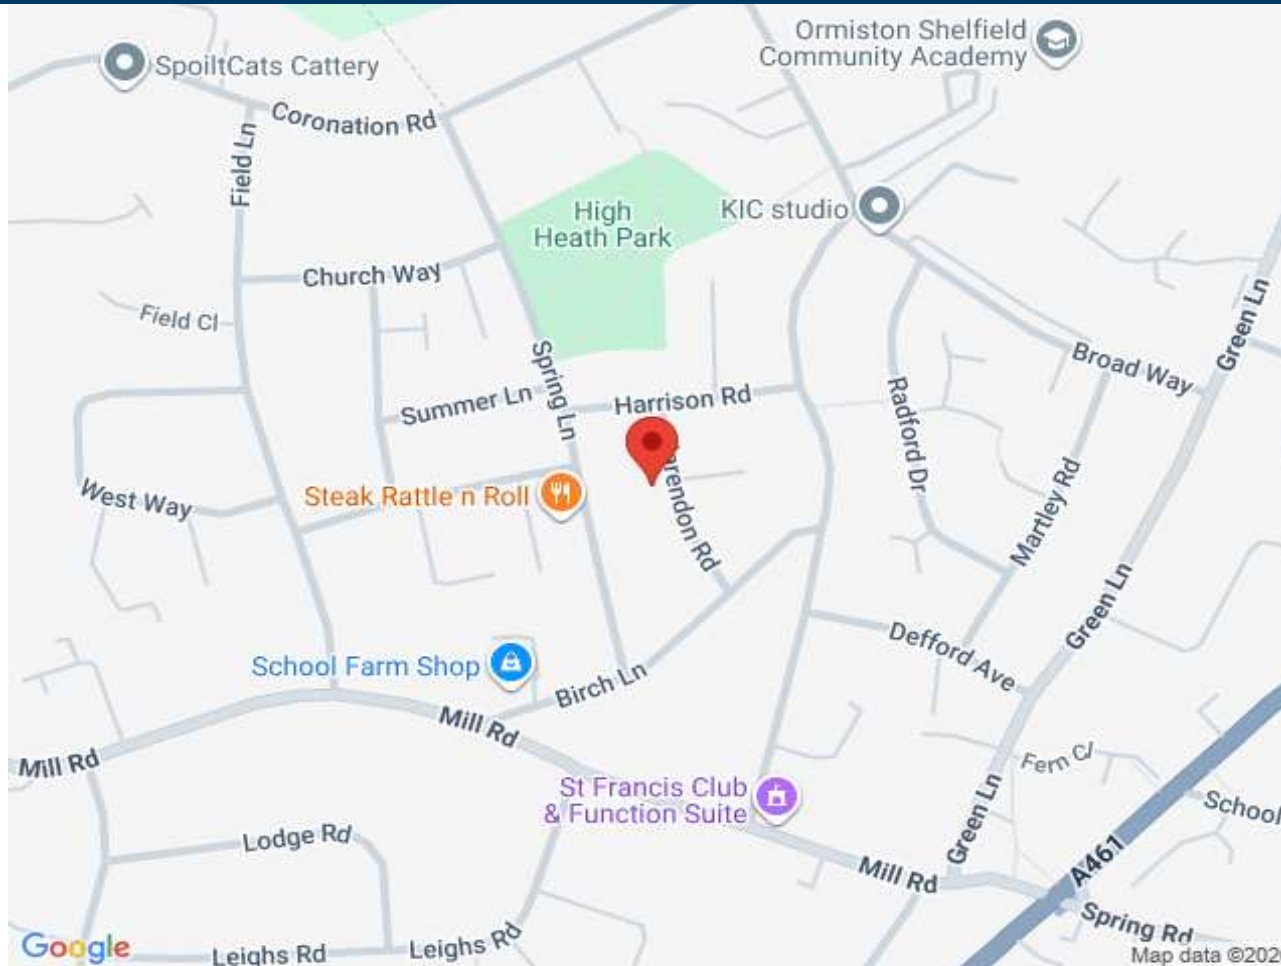 Ormiston Shelfield
Community Academy
SpoiltCats Cattery
Coronation Rd
Field Ln
High
Heath Park
KIC studio
Church Way
Green Ln
Field Cl
Broad Way
Spring Ln
Summer Ln
Harrison Rd
Radford Dr
West Way
Steak Rattle n Roll
Martley Rd
Green Ln
Defford Ave
School Farm Shop
Birch Ln
Mill Rd
Mill Rd
Fern Cl
St Francis Club
& Function Suite
School
Green Ln
Lodge Rd
A461
Mill Rd
Spring Rd
Google
Leighs Rd
Leighs Rd
Map data ©202